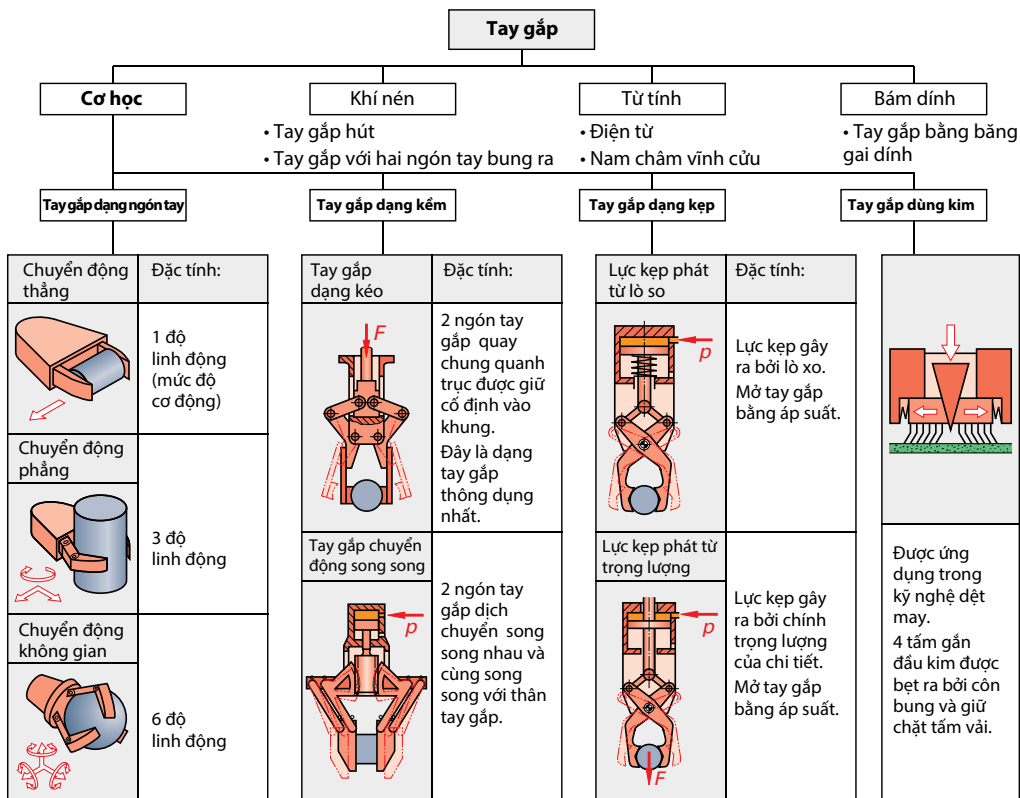 Tay gắp
Cơ học
Khí nén
Từ tính
Bám dính
• Tay gắp hút
• Tay gắp với hai ngón tay bung ra
• Điện từ
• Nam châm vĩnh cửu
• Tay gắp bằng băng
gai dính
Tay gắp dạng ngón tay
Tay gắp dạng kềm
Tay gắp dạng kẹp
Tay gắp dùng kim
Chuyển động
thẳng
Đặc tính:
1 độ
linh động
(mức độ
cơ động)
Chuyển động
phẳng
3 độ
linh động
Chuyển động
không gian
6 độ
linh động
Tay gắp
dạng kéo
Đặc tính:
F
2 ngón tay
gắp quay
chung quanh
trục được giữ
cố định vào
khung.
Đây là dạng
tay gắp
thông dụng
nhất.
Tay gắp chuyển
động song song
p
2 ngón tay
gắp dịch
chuyển song
song nhau và
cùng song
song với thân
tay gắp.
Lực kẹp phát
từ lò so
Đặc tính:
p
Lực kẹp gây
ra bởi lò xo.
Mở tay gắp
bằng áp suất.
Lực kẹp phát từ
trọng lượng
p
F
Lực kẹp gây
ra bởi chính
trọng lượng
của chi tiết.
Mở tay gắp
bằng áp suất.
Được ứng
dụng trong
kỹ nghệ dệt
may.
4 tấm gắn
đầu kim được
bẹt ra bởi côn
bung và giữ
chặt tấm vải.